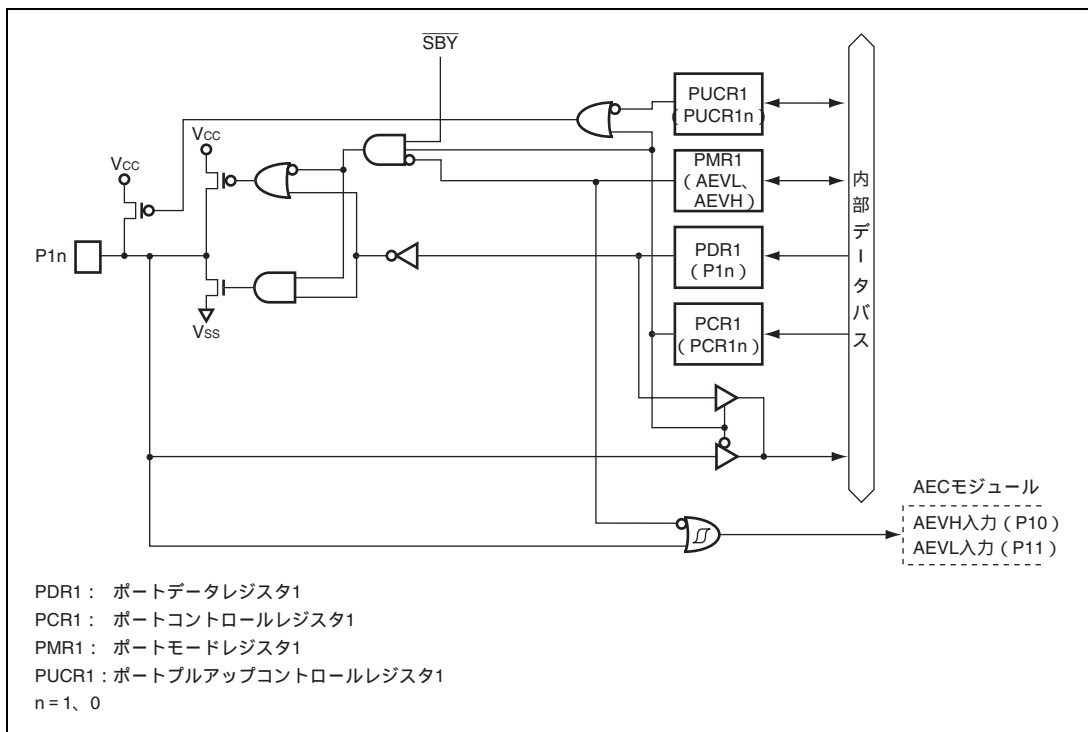 SBY
PUCR1
(PUCR1n)
VCC
VCC
PMR1
(AEVL、
AEVH)
内部データバス
P1n
PDR1
(P1n)
VSS
PCR1
(PCR1n)
AECモジュール
AEVH入力(P10)
AEVL入力(P11)
PDR1: ポートデータレジスタ1
PCR1: ポートコントロールレジスタ1
PMR1: ポートモードレジスタ1
PUCR1:ポートプルアップコントロールレジスタ1
n = 1、0